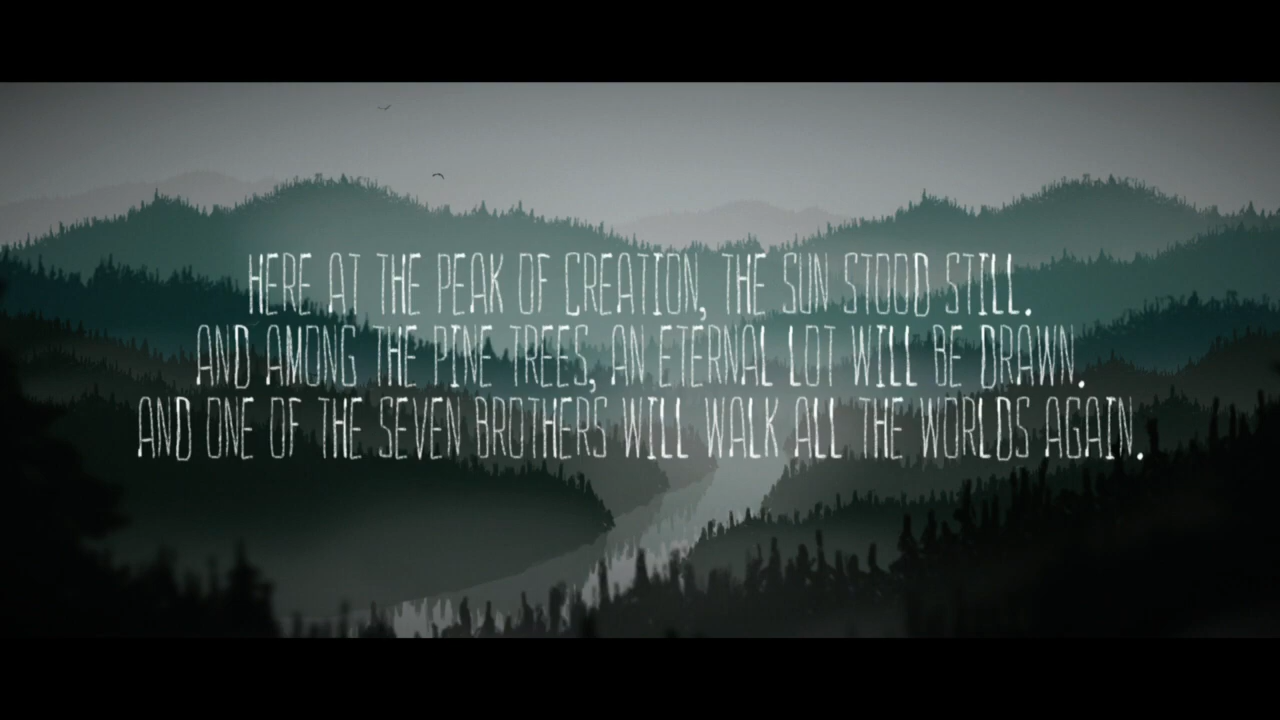 HERE AT THE PEAK OF CREATION, THE SUN STOOD STILL.
AND AMONG THE PINE TREES, AN ETERNAL LOT WILL BE DRAWN.
AND ONE OF THE SEVEN BROTHERS WILL WALK ALL THE WORLDS AGAIN.